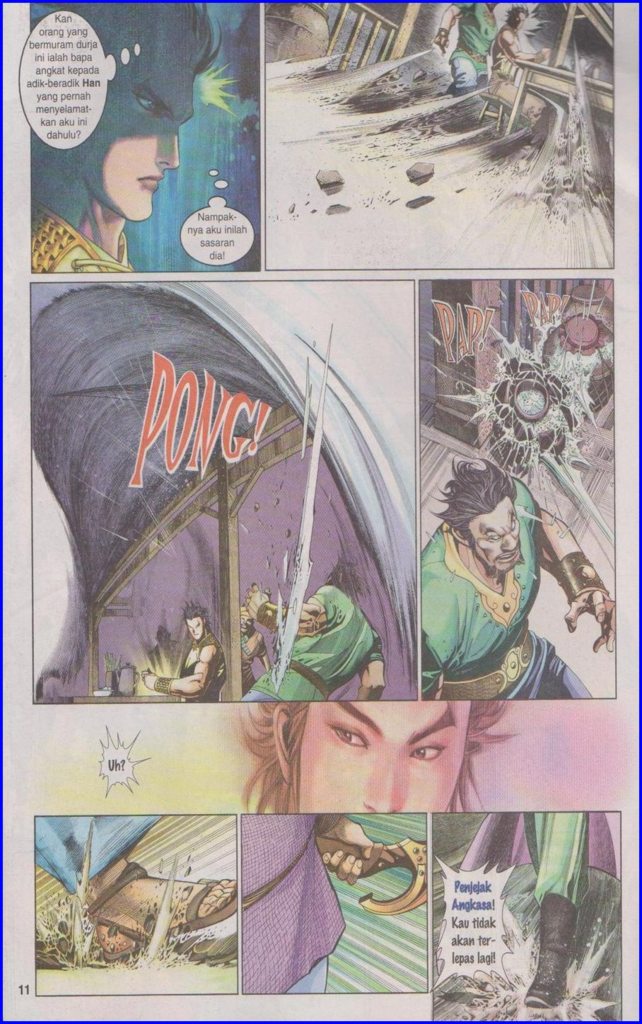 Kan
orang yang
bermuram durja
ini ialah bapa
angkat kepada
adik-beradik Han
yang pernah
menyelamat-
kan aku ini
dahulu?
Nampak-
nya aku inilah
sasaran
dia!
PONG!
PAP!
PAP!
Uh?
Penjejak
Angkasa!
Kau tidak
akan ter-
lepas lagi!
11